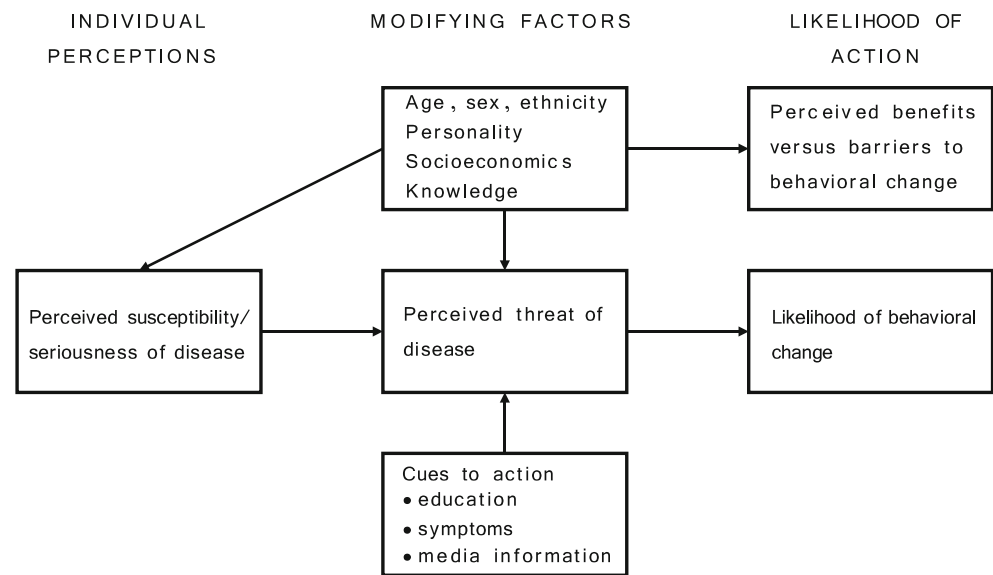 INDIVIDUAL
PERCEPTIONS
MODIFYING FACTORS
LIKELIHOOD OF
ACTION
Age, sex, ethnicity
Personality
Socioeconomics
Knowledge
Perceived benefits
versus barriers to
behavioral change
Perceived susceptibility/
seriousness of disease
Perceived threat of
disease
Likelihood of behavioral
change
Cues to action
• education
• symptoms
• media information